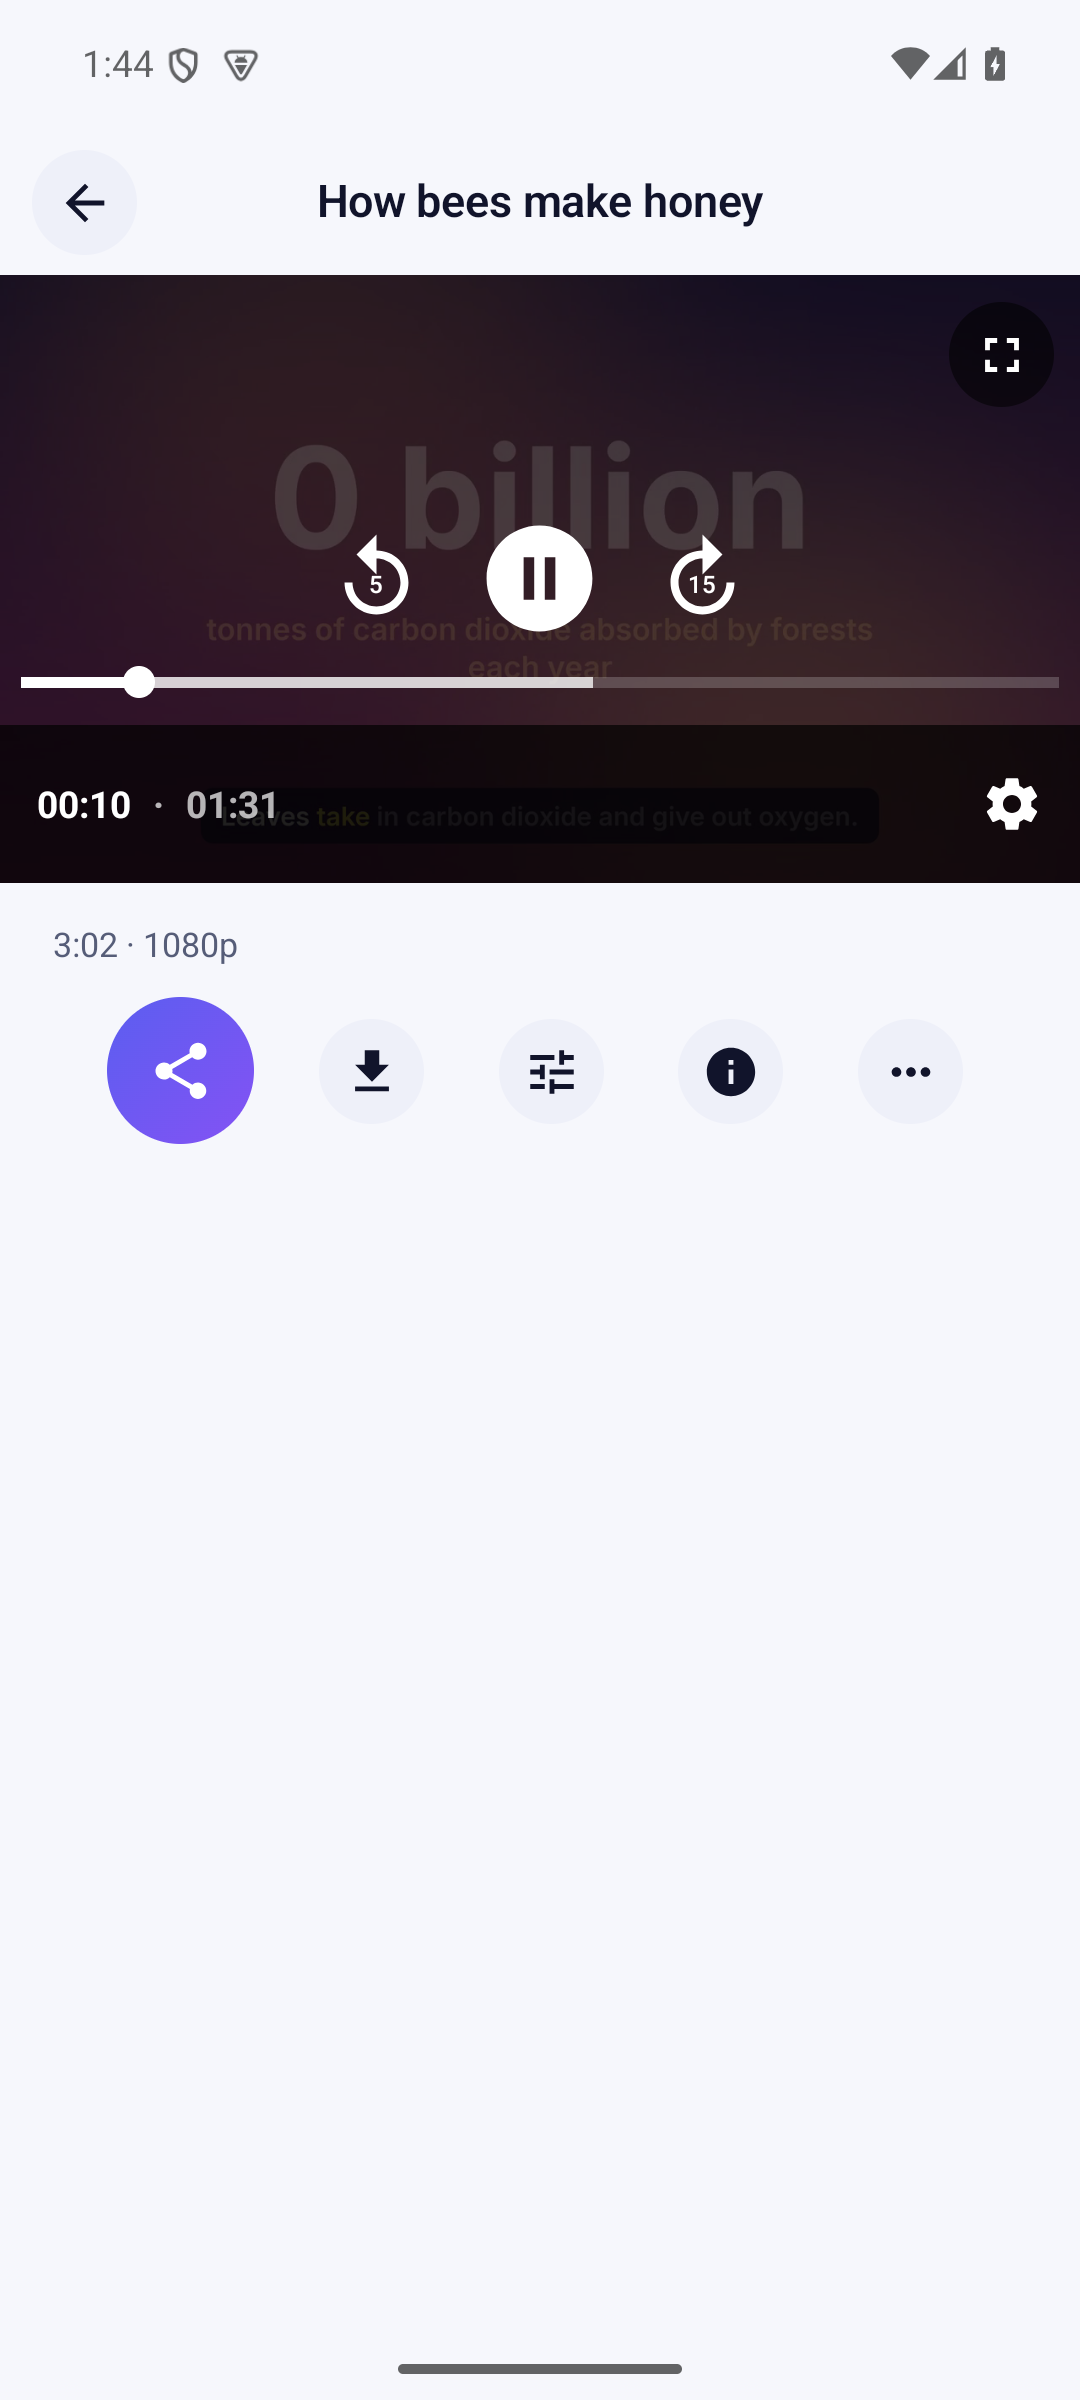 1:44
How bees make honey
0 billion
5
15
tonnes of carbon dioxide absorbed by forests
each year
00:10 · 01:31
Leaves take in carbon dioxide and give out oxygen.
3:02 · 1080p